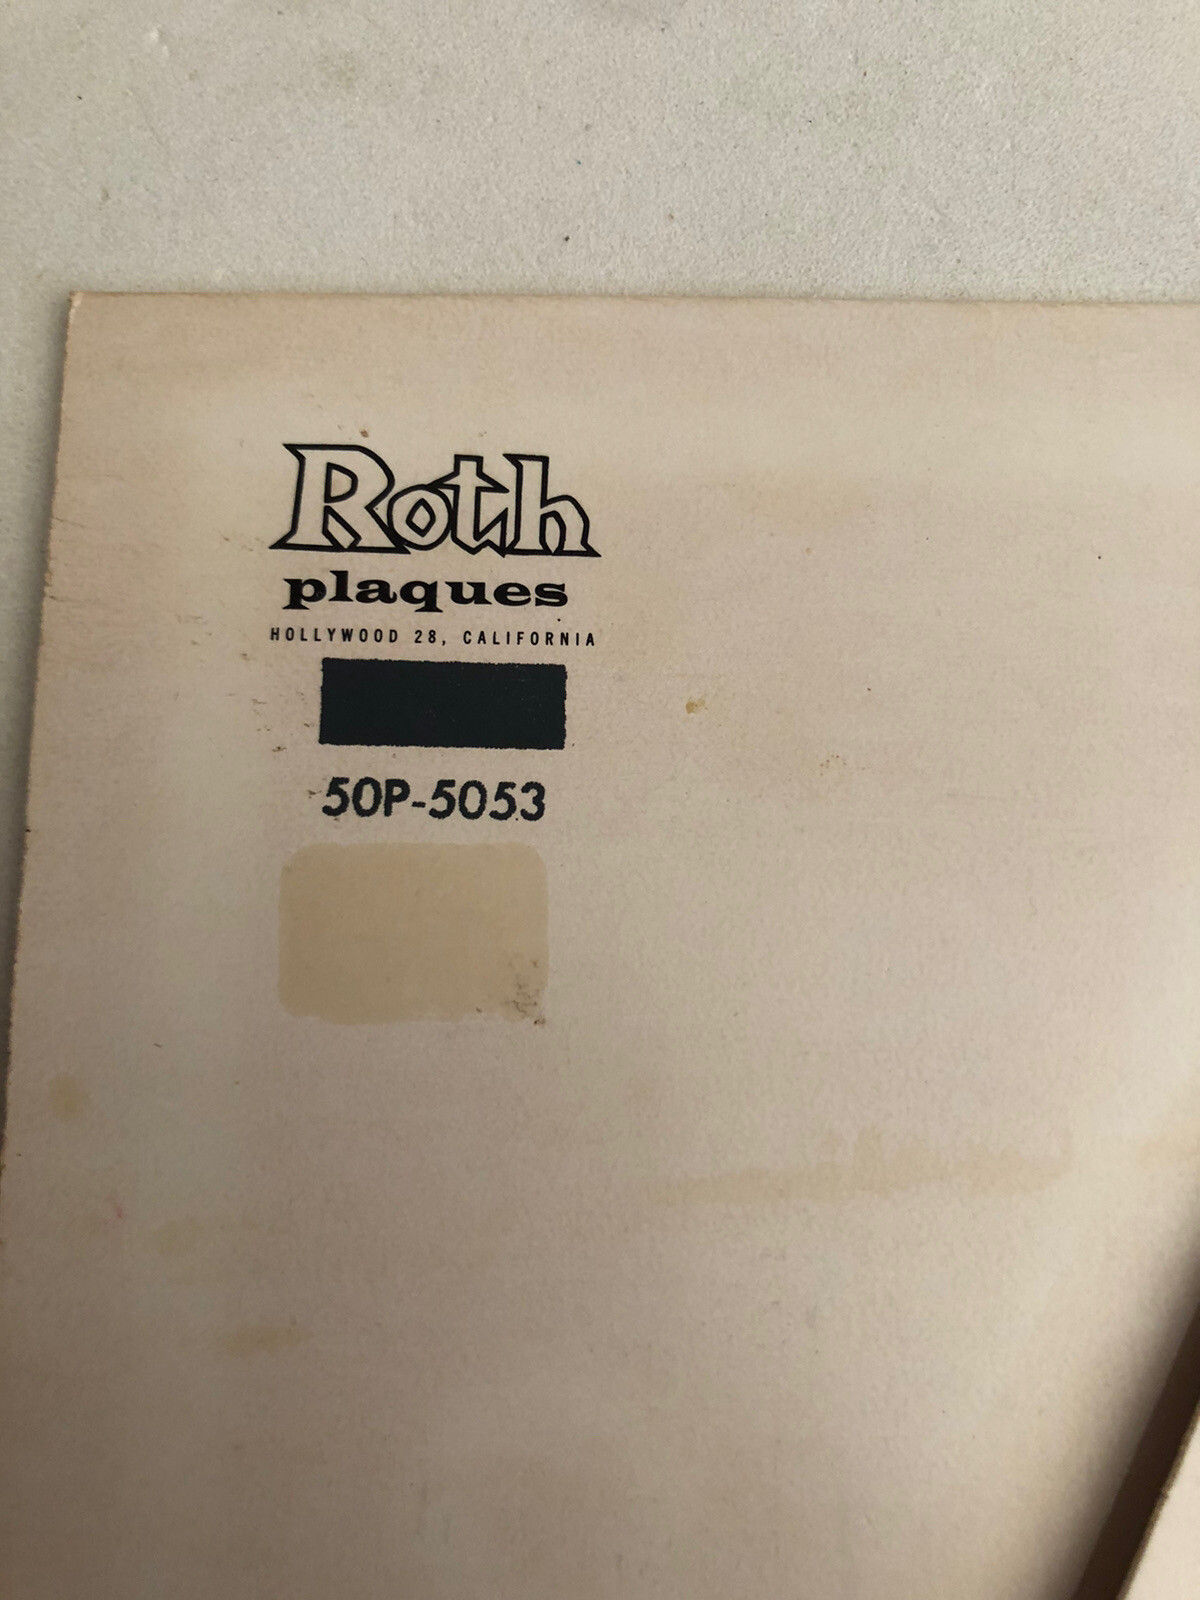 Roth
plaques
HOLLYWOOD 28, CALIFORNIA
50P-5053